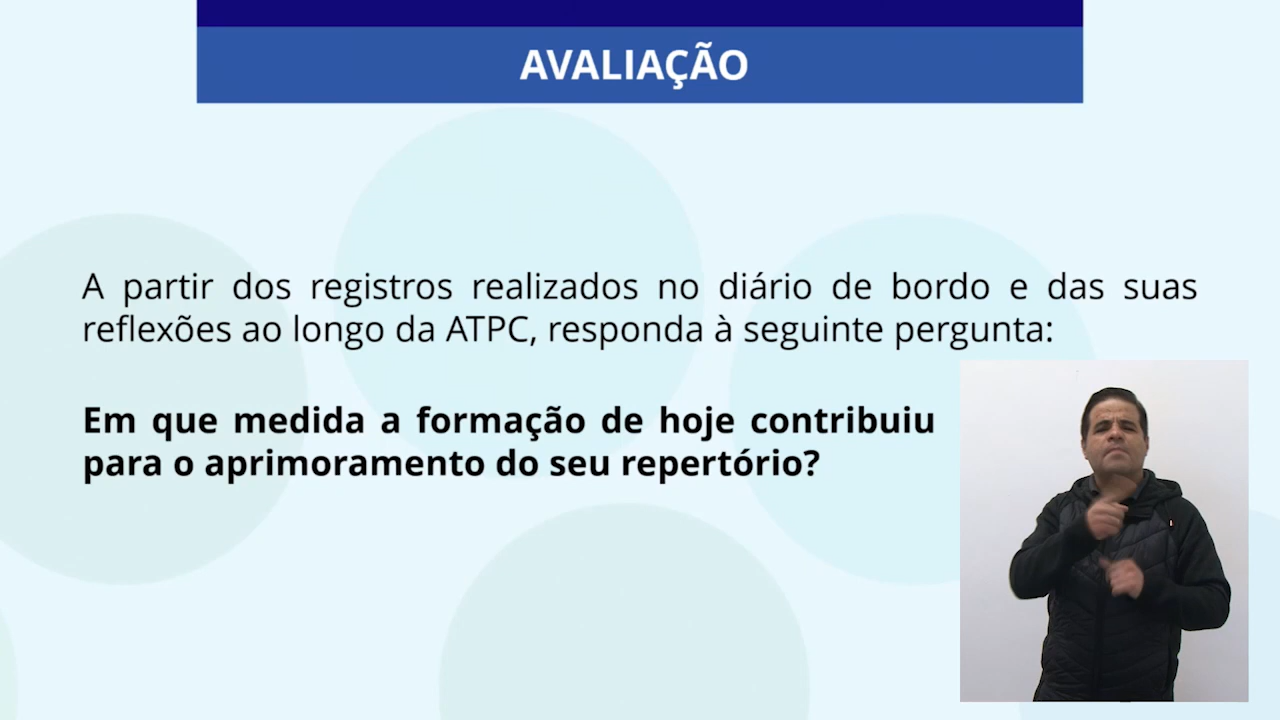 AVALIAÇÃO
A partir dos registros realizados no diário de bordo e das suas
reflexões ao longo da ATPC, responda à seguinte pergunta:
Em que medida a formação de hoje contribuiu
para o aprimoramento do seu repertório?